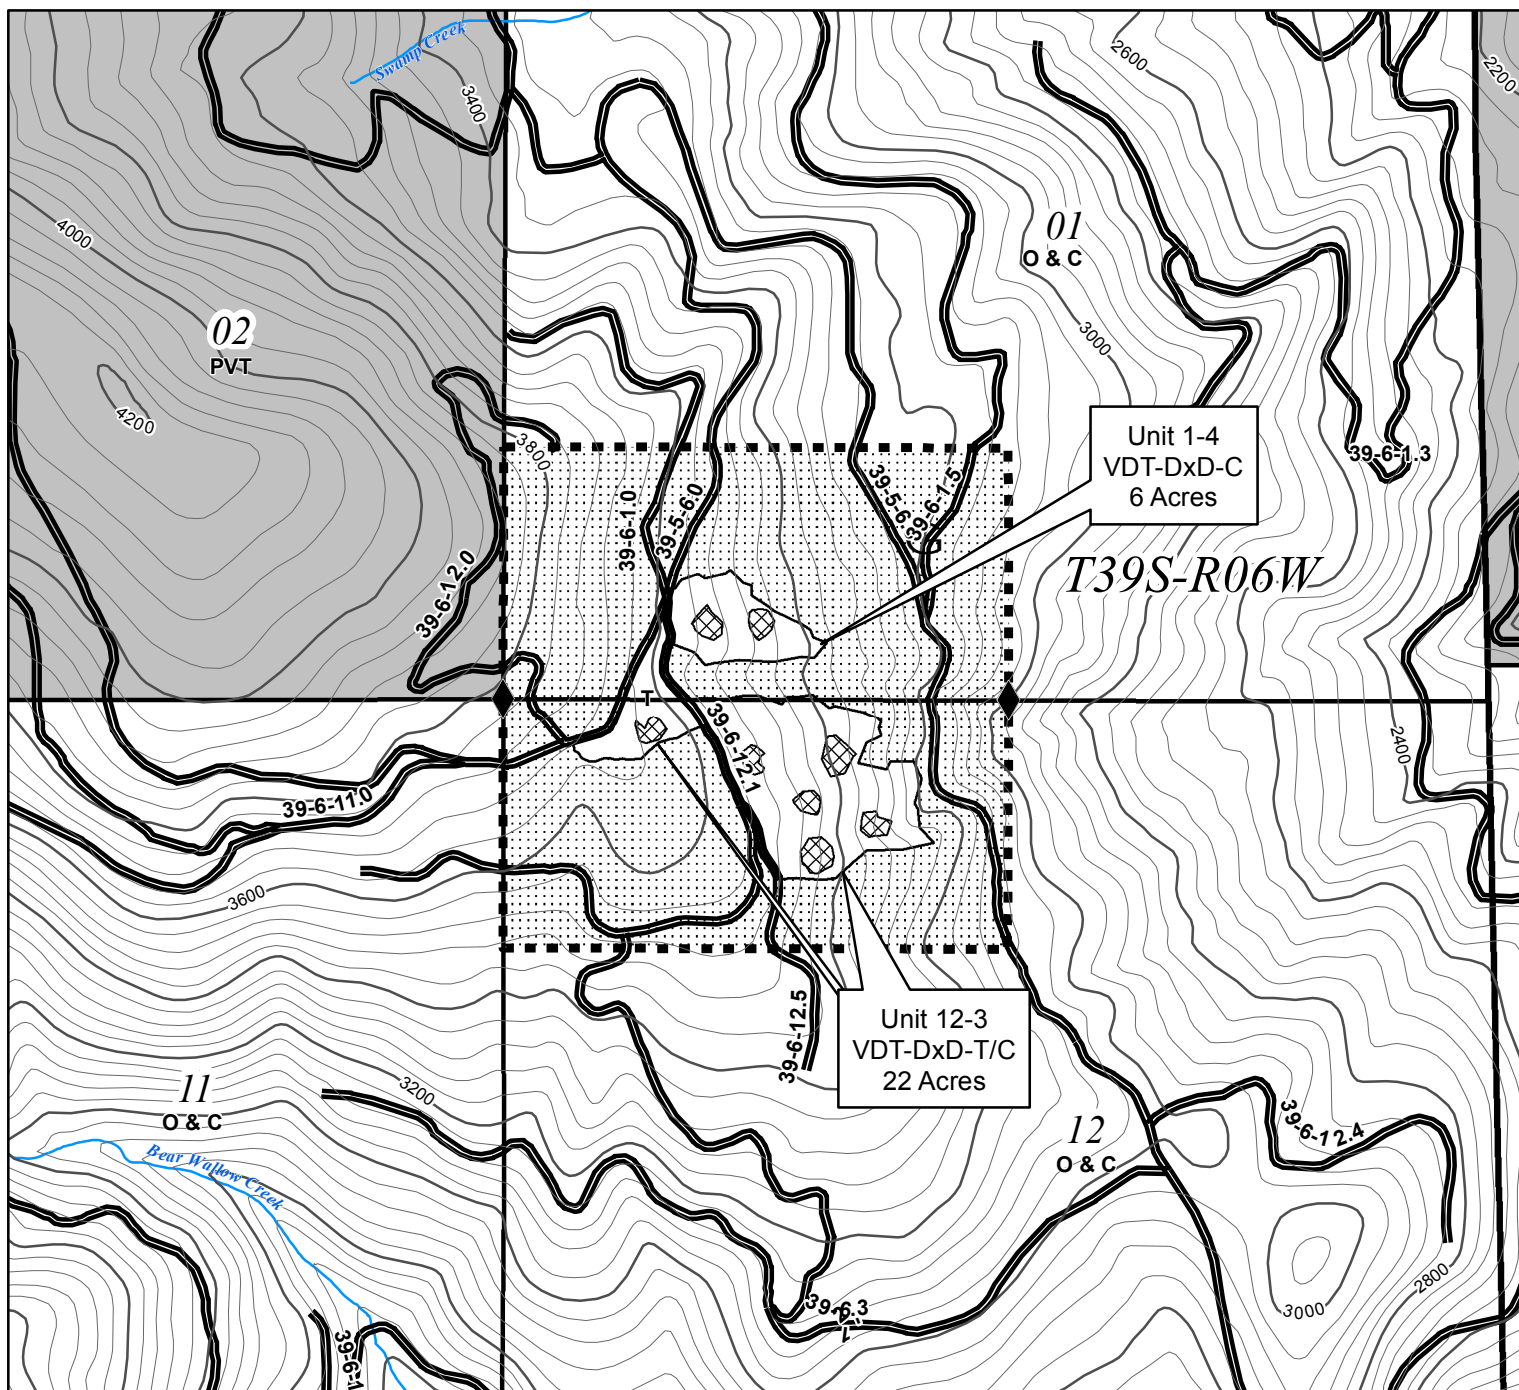 Swamp Creek
3400
2600
2200
01
O & C
4000
3000
02
PVT
4200
3800
Unit 1-4
VDT-DxD-C
6 Acres
39-6-1.3
39-6-1.0
39-5-6.0
39-5-6.
39-6-1.5
T39S-R06W
39-6-12.0
T
39-6-12.1
2400
39-6-11.0
3600
39-6-12.5
Unit 12-3
VDT-DxD-T/C
22 Acres
3200
11
O & C
Bear Wallow Creek
12
O & C
39-6-12.4
2800
3000
39-6-1